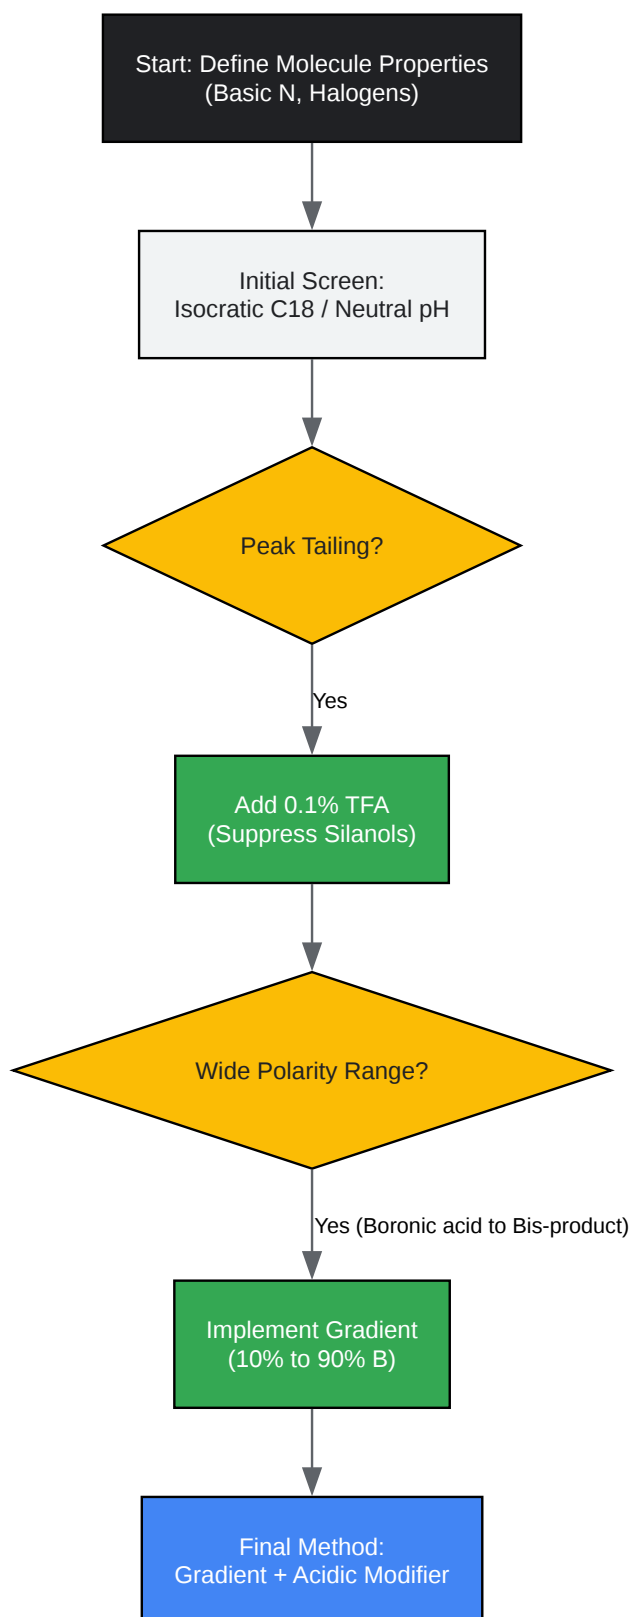 Start: Define Molecule Properties
(Basic N, Halogens)
Initial Screen:
Isocratic C18 / Neutral pH
Peak Tailing?
Yes
Add 0.1% TFA
(Suppress Silanols)
Wide Polarity Range?
Yes (Boronic acid to Bis-product)
Implement Gradient
(10% to 90% B)
Final Method:
Gradient + Acidic Modifier